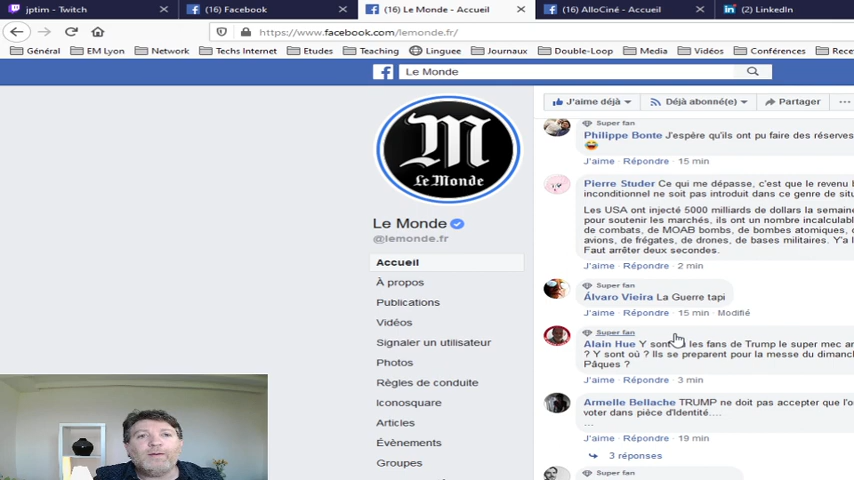 jptim - Twitch
(16) Facebook
(16) Le Monde - Accueil
(16) AlloCiné - Accueil
(2) LinkedIn
https://www.facebook.com/lemonde.fr/
Général
EM Lyon
Network
Techs Internet
Etudes
Teaching
Linguee
Journaux
Double-Loop
Media
Vidéos
Conférences
Le Monde
M
Le Monde
Le Monde
@lemonde.fr
Accueil
À propos
Publications
Vidéos
Signaler un utilisateur
Photos
Règles de conduite
Iconosquare
Articles
Évènements
Groupes
J'aime déjà
Déjà abonné(e)
Partager
Super fan
Philippe Bonte J'espère qu'ils ont pu faire des réserves
J'aime · Répondre · 15 min
Pierre Studer Ce qui me dépasse, c'est que le revenu
inconditionnel ne soit pas introduit dans ce genre de
Les USA ont injecté 5000 milliards de dollars la
pour soutenir les marchés, ils ont un nombre
de combats, de MOAB bombs, de bombes atomiques,
avions, de frégates, de drones, de bases militaires. Y'a
Faut arrêter deux secondes.
J'aime · Répondre · 2 min
Super fan
Álvaro Vieira La Guerre tapi
J'aime · Répondre · 15 min · Modifié
Super fan
Alain Hue Y les fans de Trump le super mec
? Y sont où ? Ils se preparent pour la messe du
Pâques ?
J'aime · Répondre · 3 min
Armelle Bellache TRUMP ne doit pas accepter que
voter dans pièce d'Identité....
...
J'aime · Répondre · 19 min
3 réponses
Super fan